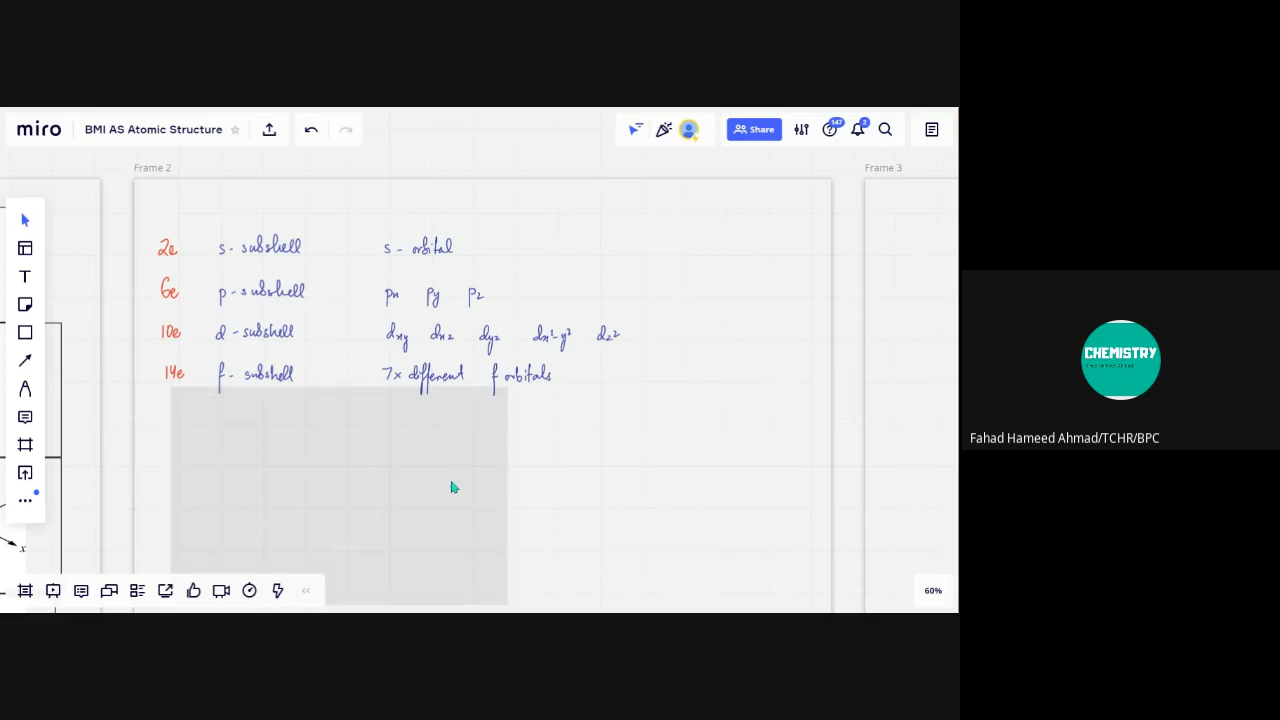 miro BMI AS Atomic Structure Share 147 2
Frame 2 Frame 3
2e s - subshell s - orbital
6e p - subshell px py pz
10e d - subshell dxy dxz dyz dx²-y² dz²
14e f - subshell 7x different f orbitals
x
60%
CHEMISTRY
Fahad Hameed Ahmad/TCHR/BPC